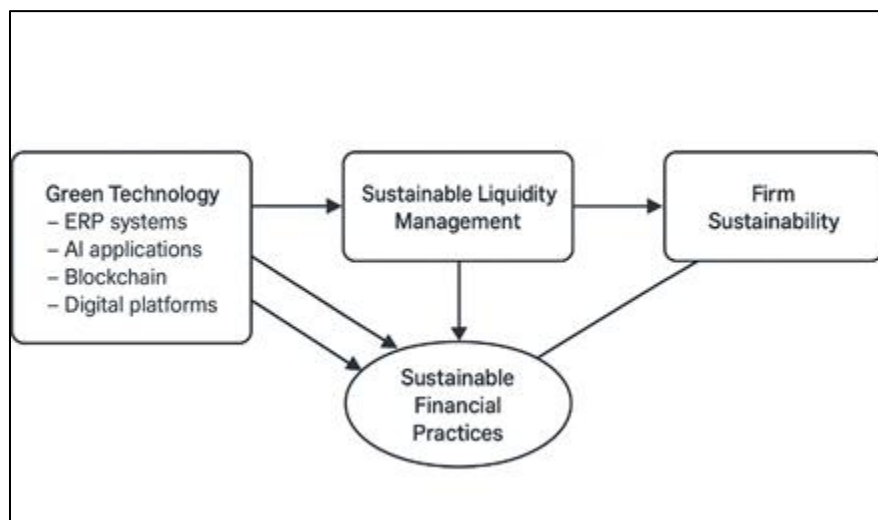 Green Technology
– ERP systems
– AI applications
– Blockchain
– Digital platforms
Sustainable Liquidity
Management
Firm
Sustainability
Sustainable
Financial
Practices